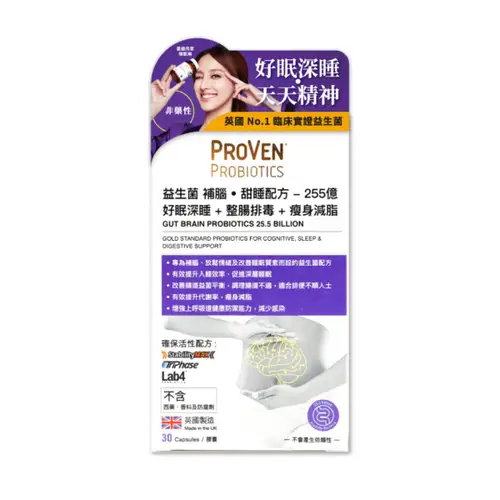 好眠深睡
天天精神
非藥性
英國 No.1 臨床實證益生菌
PROVEN
PROBIOTICS
益生菌 補腦 • 甜睡配方 – 255億
好眠深睡 + 整腸排毒 + 瘦身減脂
GUT BRAIN PROBIOTICS 25.5 BILLION
GOLD STANDARD PROBIOTICS FOR COGNITIVE, SLEEP &
DIGESTIVE SUPPORT
• 專為補腦、放鬆情緒及改善睡眠質素而設的益生菌配方
• 有效提升入睡效率，促進深層睡眠
• 改善腸道益菌平衡，調理腸道不適，適合排便不順人士
• 有效提升代謝率，瘦身減脂
• 增強上呼吸道健康防禦能力，減少感染
確保活性配方：
StabilityMAX
TriPhase
Lab4
不含
西藥、香料及防腐劑
英國製造
Made in the UK
30 Capsules / 膠囊
— 不會產生依賴性 —